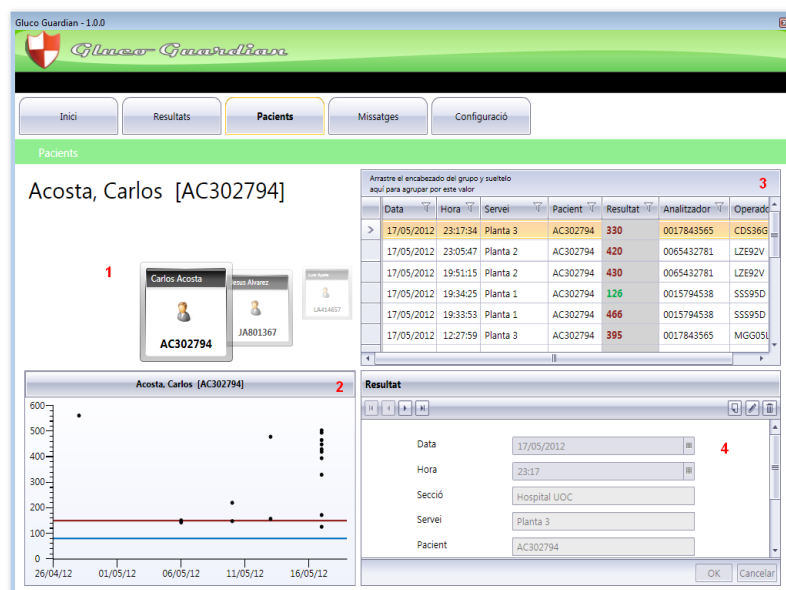 Gluco Guardian - 1.0.0
Gluco-Guardian
Inici Resultats Pacients Missatges Configuració
Pacients
Acosta, Carlos [AC302794]
1
Carlos Acosta
AC302794
Jesus Alvarez
JA801367
LA414657
Arrastre el encabezado del grupo y sueltelo
aquí para agrupar por este valor
3
Data Hora Servei Pacient Resultat Analitzador Operado
> 17/05/2012 23:17:34 Planta 3 AC302794 330 0017843565 CDS36G
17/05/2012 23:05:47 Planta 2 AC302794 420 0065432781 LZE92V
17/05/2012 19:51:15 Planta 2 AC302794 430 0065432781 LZE92V
17/05/2012 19:34:25 Planta 1 AC302794 126 0015794538 SSS95D
17/05/2012 19:33:53 Planta 1 AC302794 466 0015794538 SSS95D
17/05/2012 12:27:59 Planta 3 AC302794 395 0017843565 MGG05L
Acosta, Carlos [AC302794]
2
600
500
400
300
200
100
0
26/04/12 01/05/12 06/05/12 11/05/12 16/05/12
Resultat
4
Data 17/05/2012
Hora 23:17
Secció Hospital UOC
Servei Planta 3
Pacient AC302794
OK Cancelar